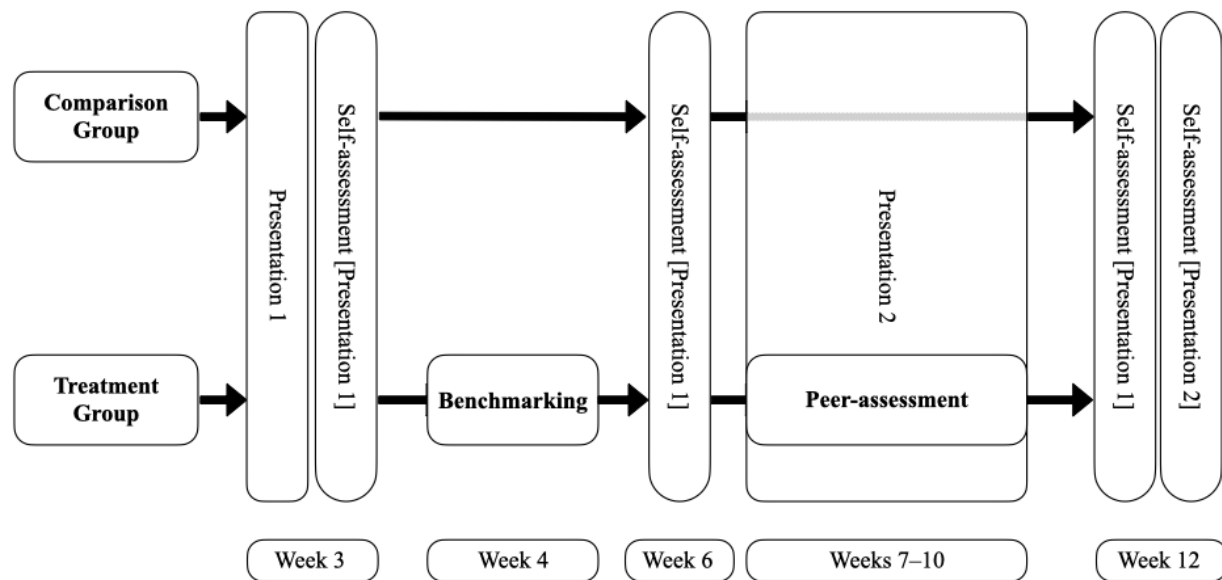 Comparison
Group
Treatment
Group
Presentation 1
Self-assessment [Presentation 1]
Benchmarking
Self-assessment [Presentation 1]
Presentation 2
Peer-assessment
Self-assessment [Presentation 1]
Self-assessment [Presentation 2]
Week 3
Week 4
Week 6
Weeks 7–10
Week 12